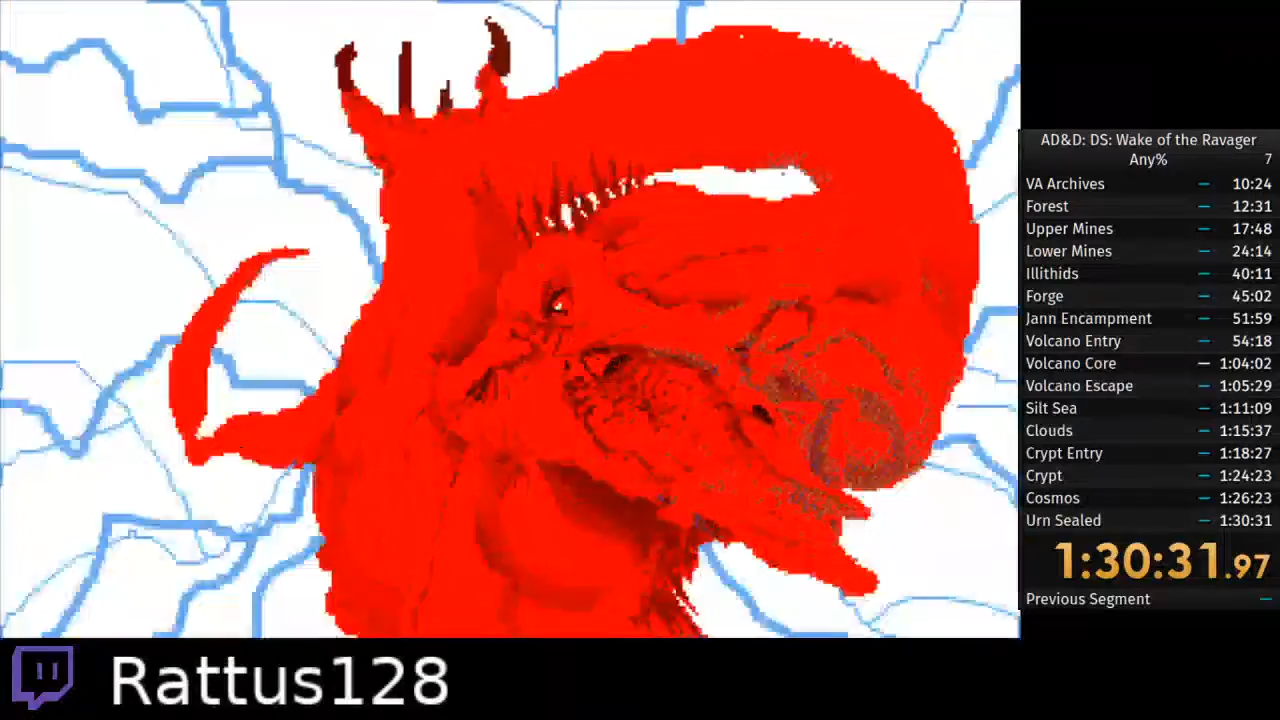 AD&D: DS: Wake of the Ravager
Any% 7
VA Archives — 10:24
Forest — 12:31
Upper Mines — 17:48
Lower Mines — 24:14
Illithids — 40:11
Forge — 45:02
Jann Encampment — 51:59
Volcano Entry — 54:18
Volcano Core — 1:04:02
Volcano Escape — 1:05:29
Silt Sea — 1:11:09
Clouds — 1:15:37
Crypt Entry — 1:18:27
Crypt — 1:24:23
Cosmos — 1:26:23
Urn Sealed — 1:30:31
1:30:31.97
Previous Segment —
Rattus128